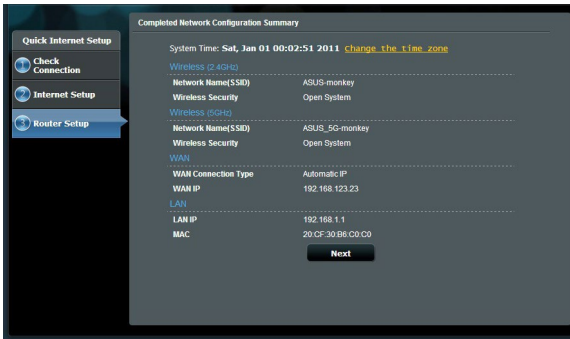 Completed Network Configuration Summary
Quick Internet Setup
1 Check Connection
2 Internet Setup
3 Router Setup
System Time: Sat, Jan 01 00:02:51 2011 Change the time zone
Wireless (2.4GHz)
Network Name(SSID) ASUS-monkey
Wireless Security Open System
Wireless (5GHz)
Network Name(SSID) ASUS_5G-monkey
Wireless Security Open System
WAN
WAN Connection Type Automatic IP
WAN IP 192.168.123.23
LAN
LAN IP 192.168.1.1
MAC 20:CF:30:B6:C0:C0
Next